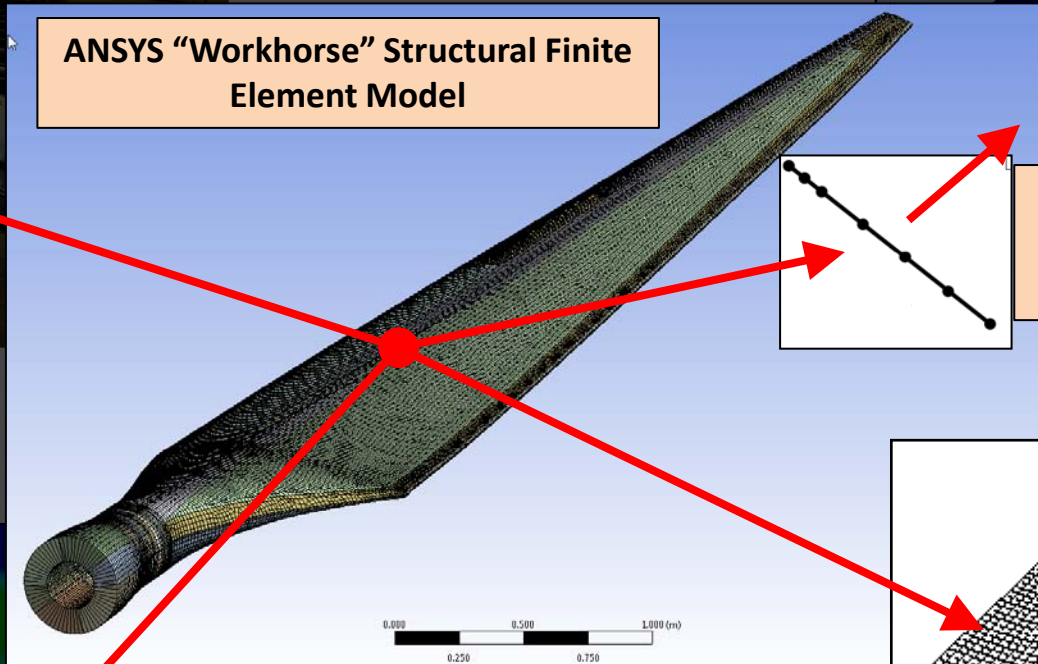 ANSYS “Workhorse” Structural Finite
Element Model
0.000 0.500 1.000 (m)
0.250 0.750